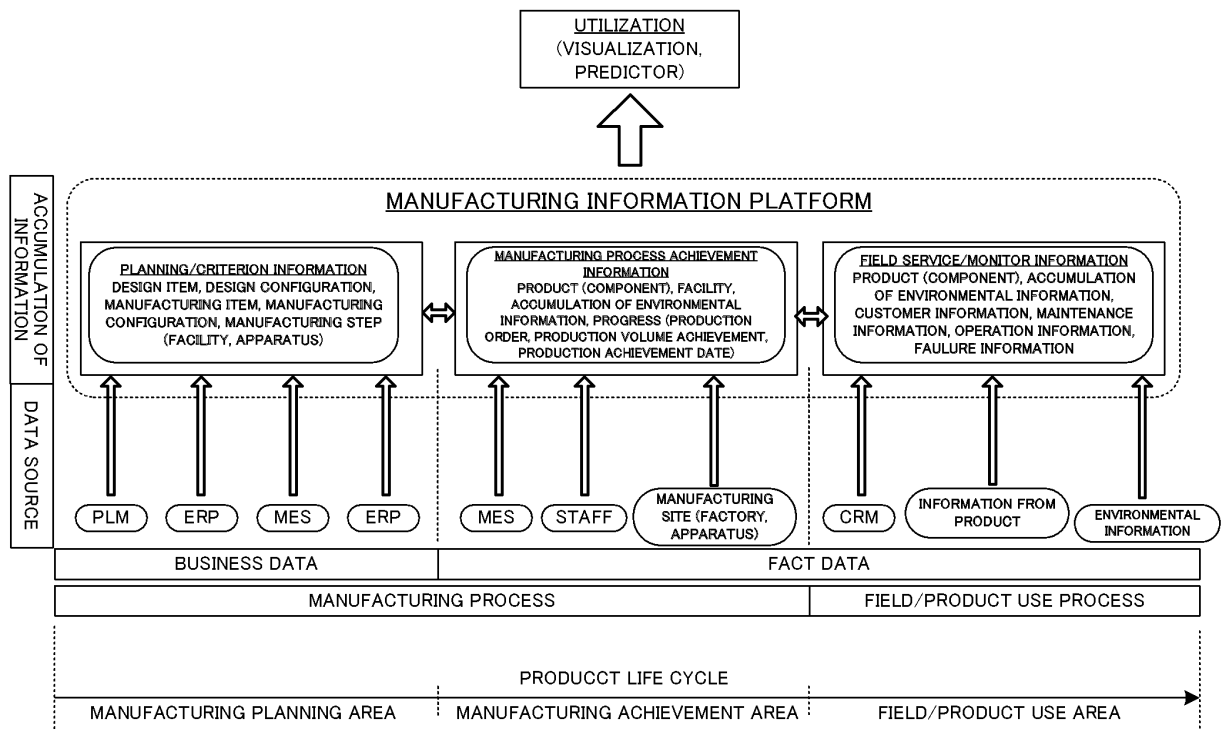 UTILIZATION
(VISUALIZATION,
PREDICTOR)
ACCUMULATION OF
INFORMATION
MANUFACTURING INFORMATION PLATFORM
PLANNING/CRITERION INFORMATION
DESIGN ITEM, DESIGN CONFIGURATION,
MANUFACTURING ITEM, MANUFACTURING
CONFIGURATION, MANUFACTURING STEP
(FACILITY, APPARATUS)
MANUFACTURING PROCESS ACHIEVEMENT
INFORMATION
PRODUCT (COMPONENT), FACILITY,
ACCUMULATION OF ENVIRONMENTAL
INFORMATION, PROGRESS (PRODUCTION
ORDER, PRODUCTION VOLUME ACHIEVEMENT,
PRODUCTION ACHIEVEMENT DATE)
FIELD SERVICE/MONITOR INFORMATION
PRODUCT (COMPONENT), ACCUMULATION
OF ENVIRONMENTAL INFORMATION,
CUSTOMER INFORMATION, MAINTENANCE
INFORMATION, OPERATION INFORMATION,
FAULURE INFORMATION
DATA SOURCE
PLM
ERP
MES
ERP
MES
STAFF
MANUFACTURING
SITE (FACTORY,
APPARATUS)
CRM
INFORMATION FROM
PRODUCT
ENVIRONMENTAL
INFORMATION
BUSINESS DATA
FACT DATA
MANUFACTURING PROCESS
FIELD/PRODUCT USE PROCESS
PRODUCCT LIFE CYCLE
MANUFACTURING PLANNING AREA
MANUFACTURING ACHIEVEMENT AREA
FIELD/PRODUCT USE AREA